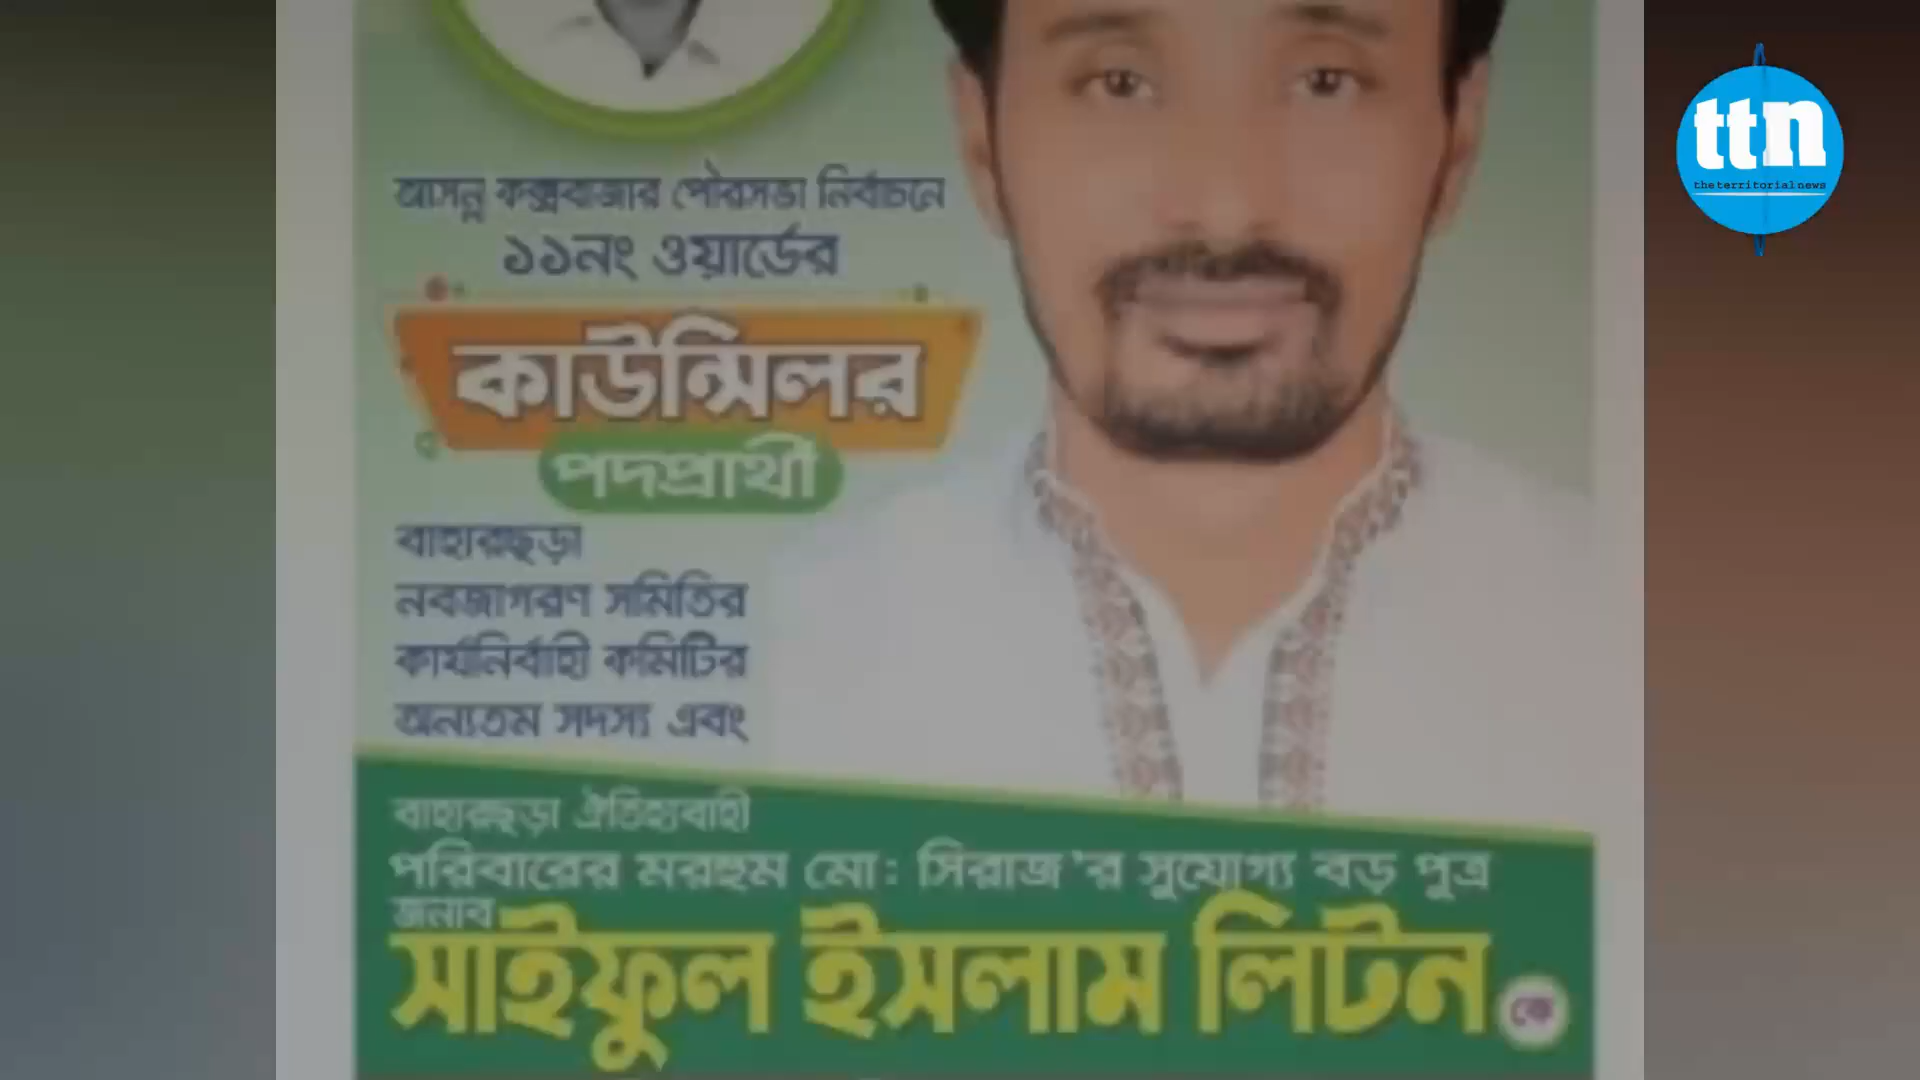 ttn
theterritorialnews
আসন্ন কক্সবাজার পৌরসভা নির্বাচনে
১১নং ওয়ার্ডের
কাউন্সিলর
পদপ্রার্থী
বাহারছড়া
নবজাগরণ সমিতির
কার্যনির্বাহী কমিটির
অন্যতম সদস্য এবং
বাহারছড়া ঐতিহ্যবাহী
পরিবারের মরহুম মো: সিরাজ'র সুযোগ্য বড় পুত্র
জনাব
সাইফুল ইসলাম লিটন কে